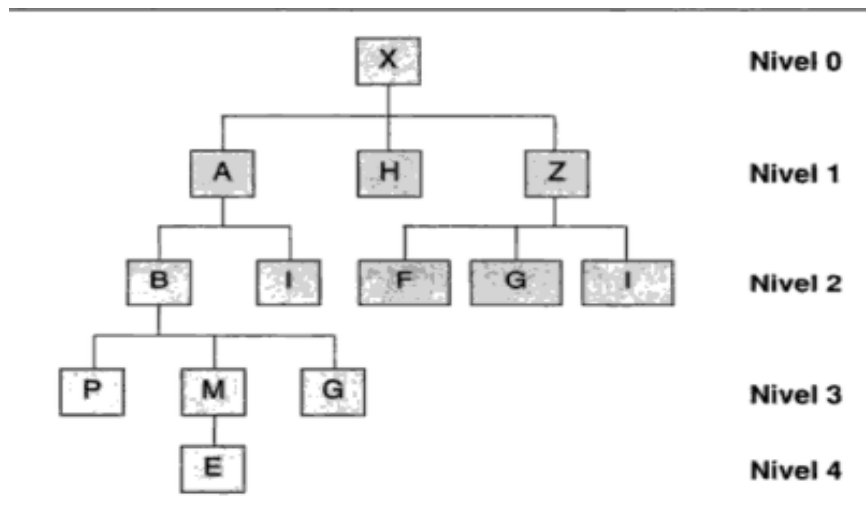 X Nivel 0
A H Z Nivel 1
B I F G I Nivel 2
P M G Nivel 3
E Nivel 4